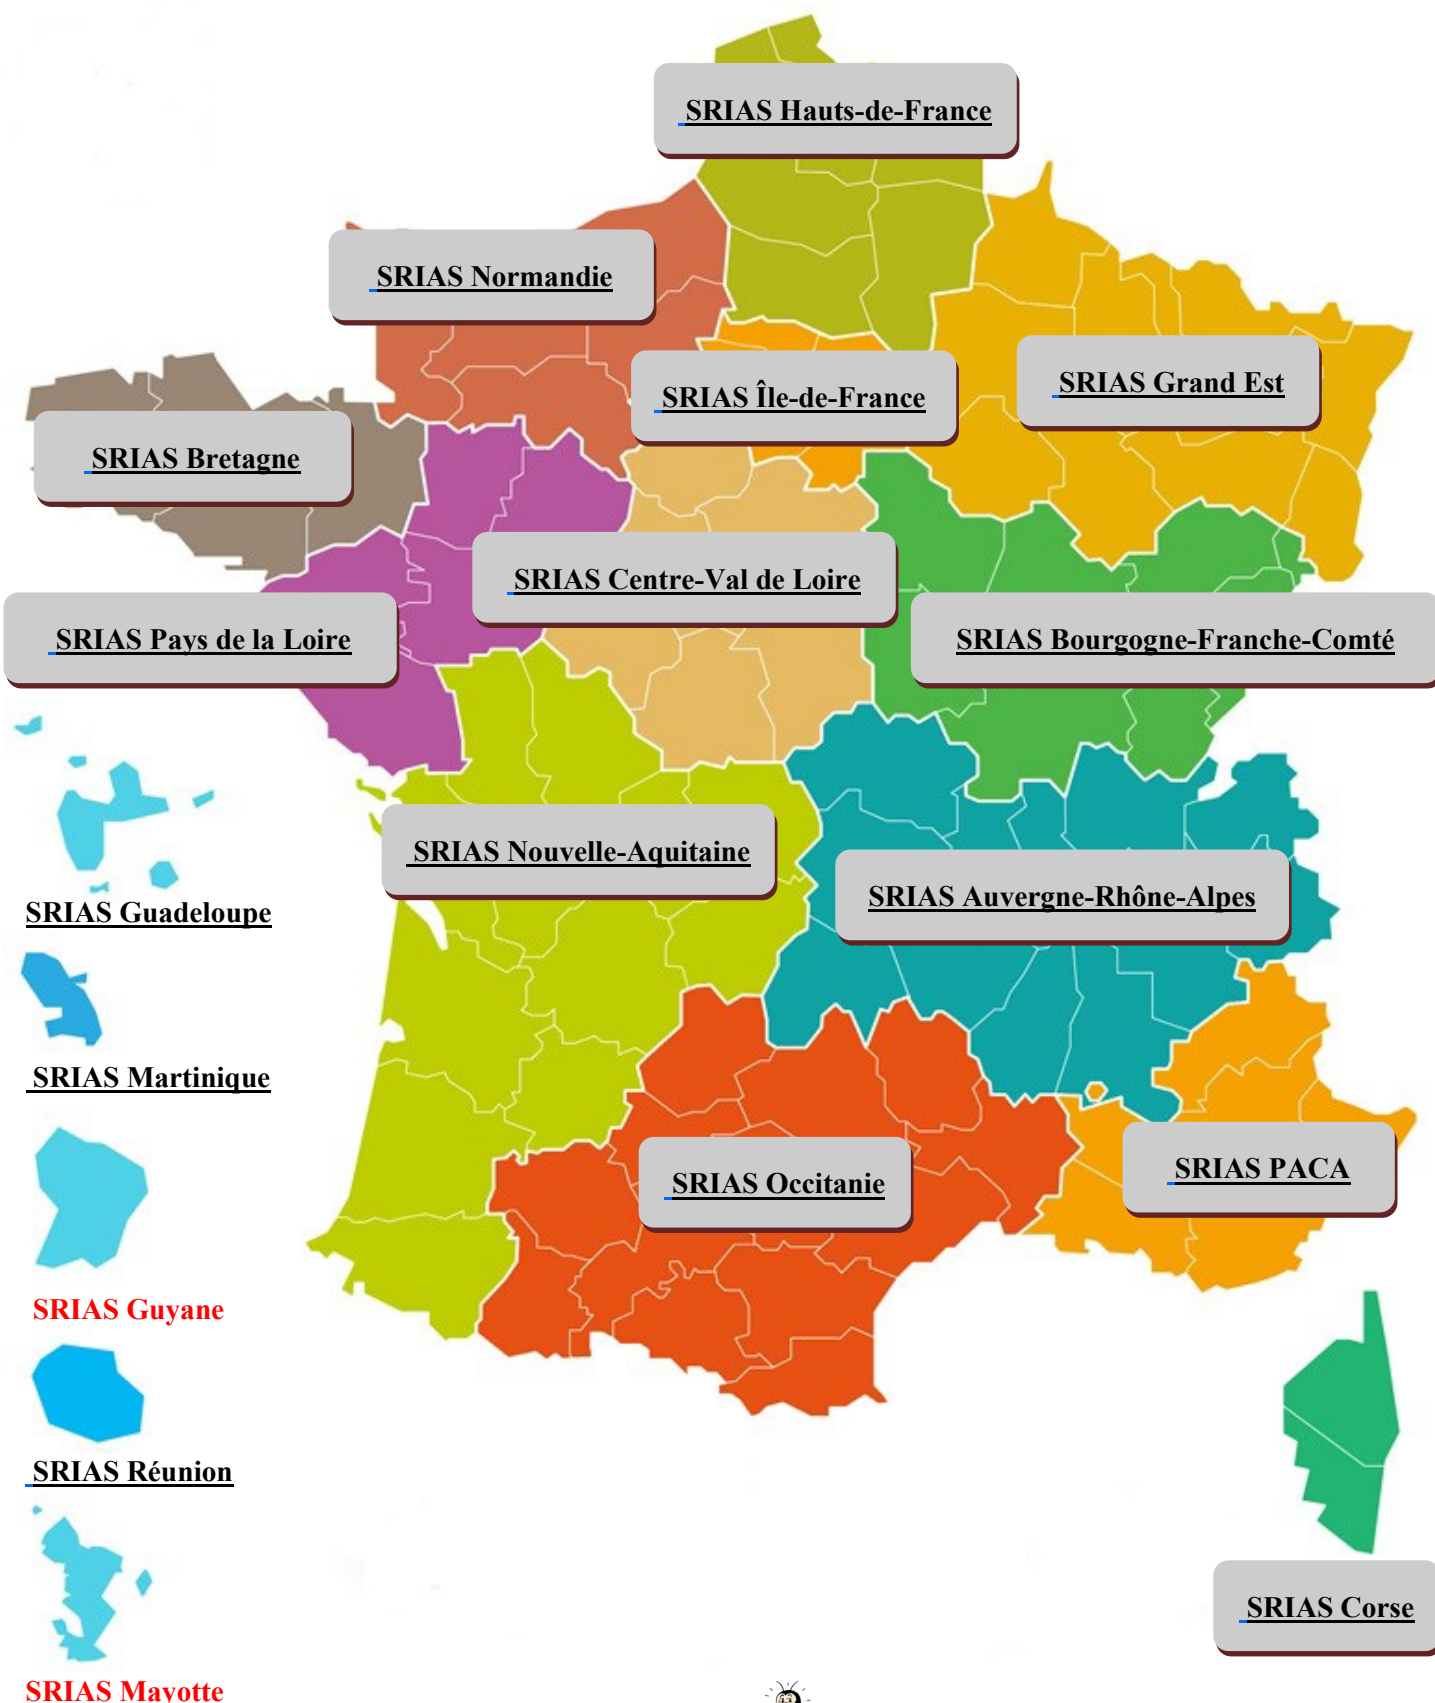 SRIAS Hauts-de-France
SRIAS Normandie
SRIAS Île-de-France
SRIAS Grand Est
SRIAS Bretagne
SRIAS Centre-Val de Loire
SRIAS Pays de la Loire
SRIAS Bourgogne-Franche-Comté
SRIAS Nouvelle-Aquitaine
SRIAS Auvergne-Rhône-Alpes
SRIAS Guadeloupe
SRIAS Martinique
SRIAS Occitanie
SRIAS PACA
SRIAS Guyane
SRIAS Réunion
SRIAS Corse
SRIAS Mayotte